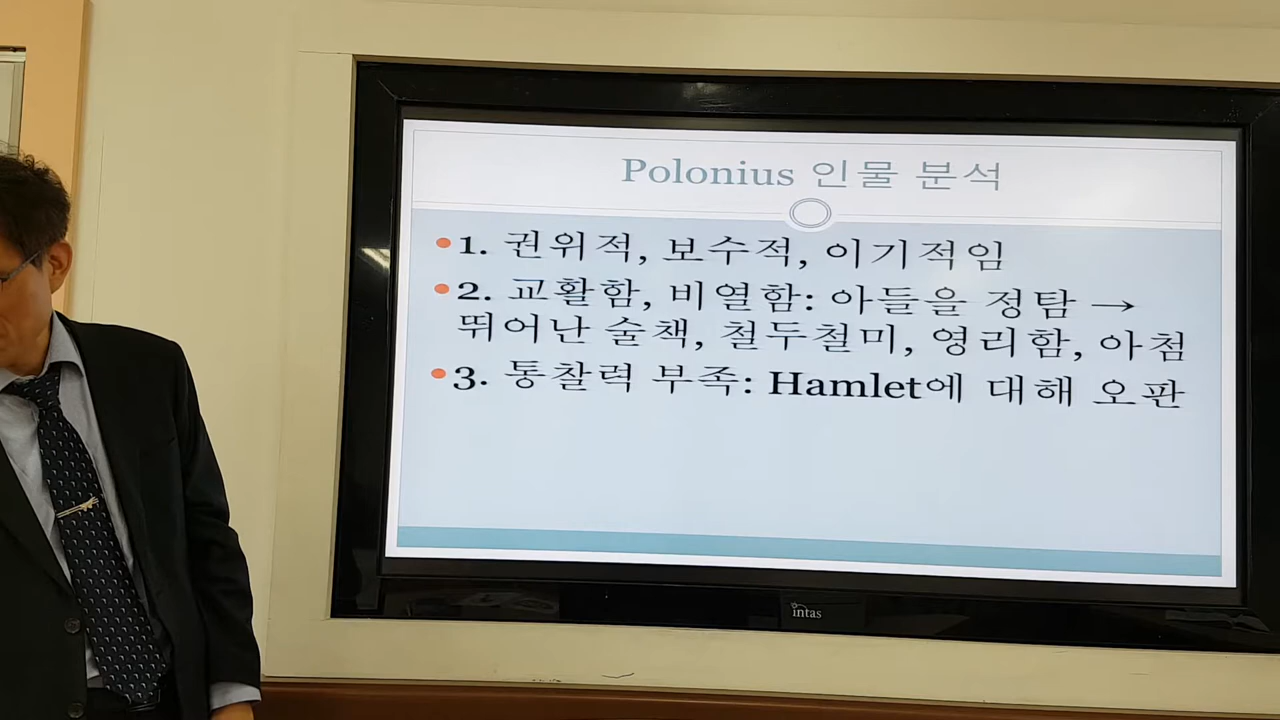 Polonius 인물 분석
•1. 권위적, 보수적, 이기적임
•2. 교활함, 비열함: 아들을 정탐 →
뛰어난 술책, 철두철미, 영리함, 아첨
•3. 통찰력 부족: Hamlet에 대해 오판
intas